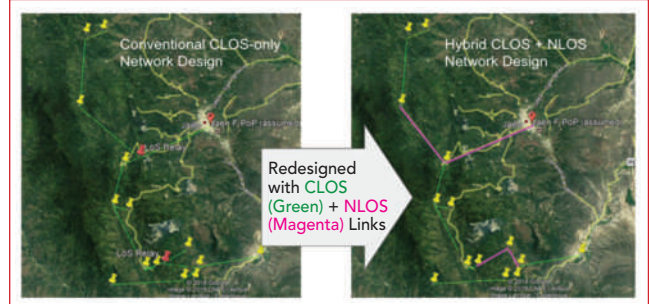 Conventional CLOS-only
Network Design
LoS Relay
LoS Relay
Hybrid CLOS + NLOS
Network Design
Redesigned
with CLOS
(Green) + NLOS
(Magenta) Links